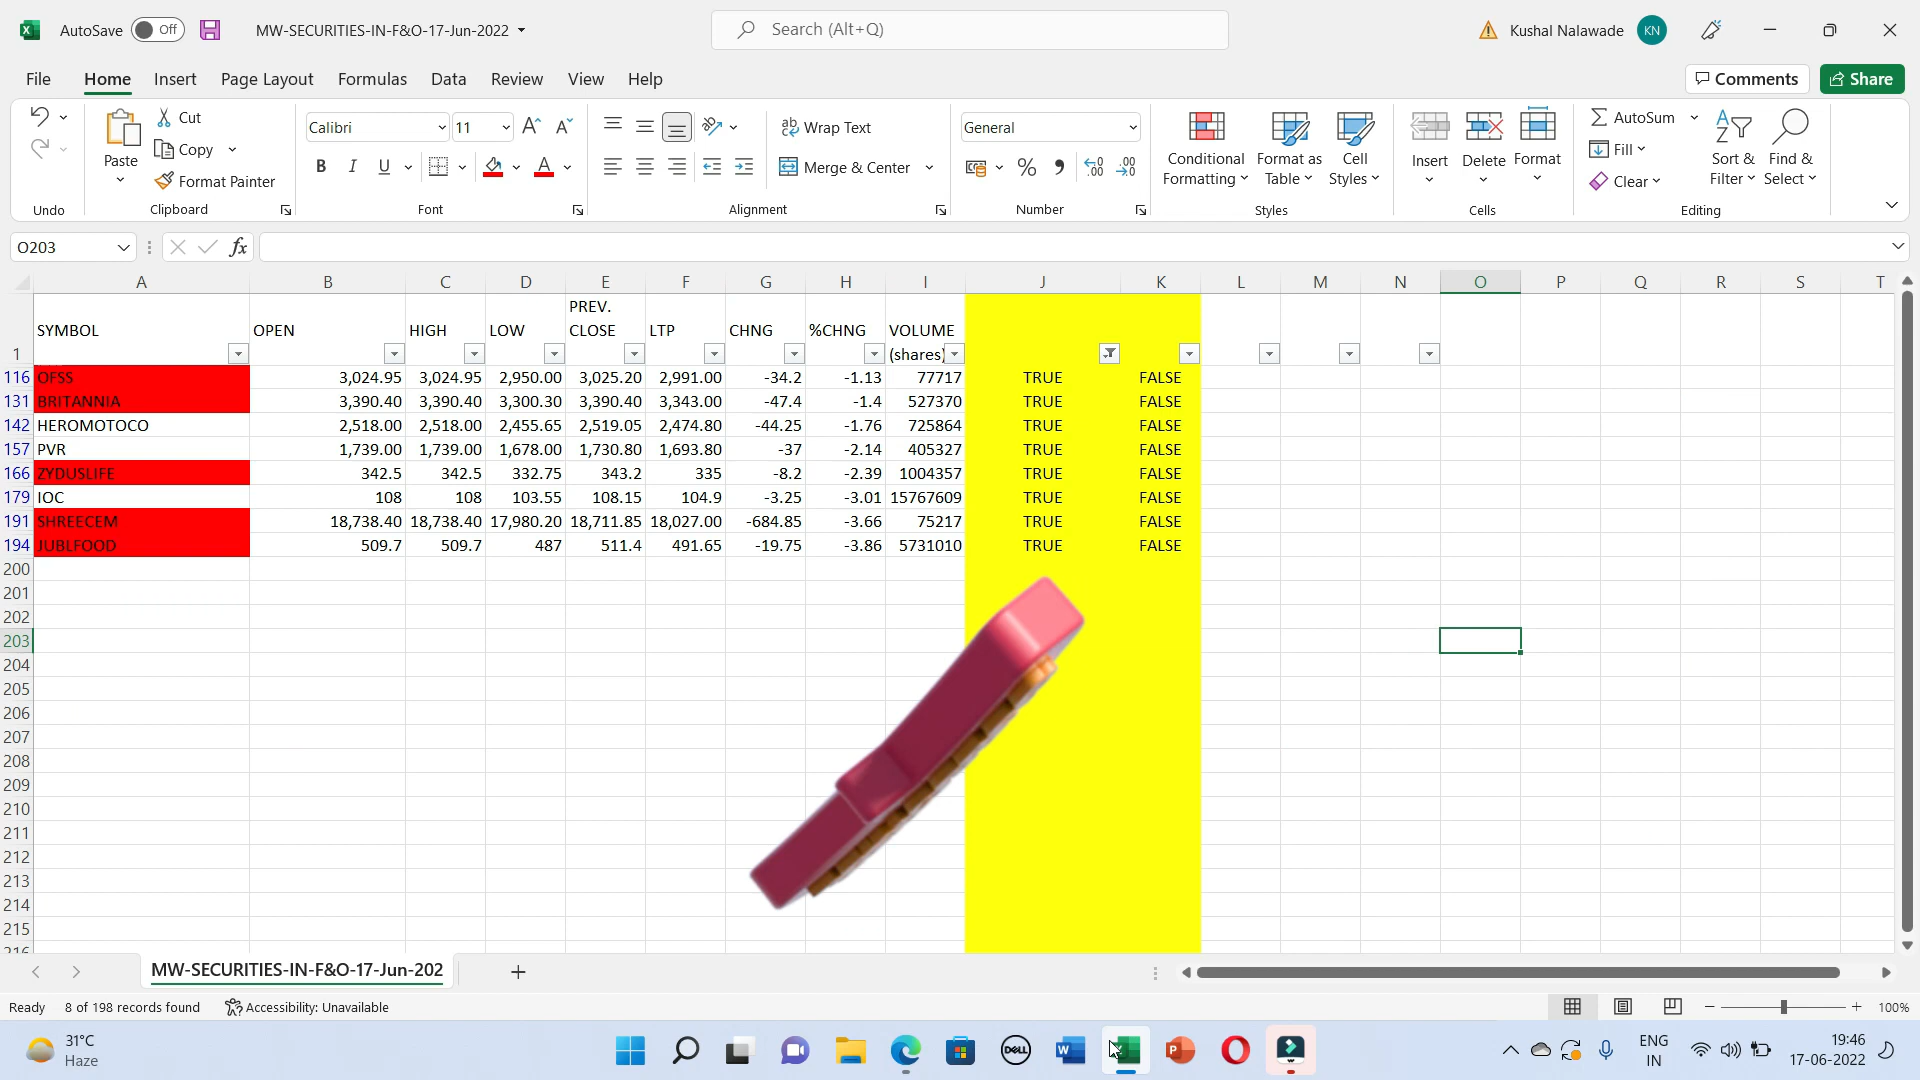 AutoSave Off MW-SECURITIES-IN-F&O-17-Jun-2022 Search (Alt+Q) Kushal Nalawade KN
File Home Insert Page Layout Formulas Data Review View Help Comments Share
Paste Cut Copy Format Painter
Calibri 11
B I U A
Wrap Text
Merge & Center
General
Conditional Formatting
Format as Table
Cell Styles
Insert Delete Format
AutoSum
Fill
Clear
Sort & Filter
Find & Select
Undo Clipboard Font Alignment Number Styles Cells Editing
O203 fx
A B C D E F G H I J K L M N O P Q R S T
1 SYMBOL OPEN HIGH LOW PREV. CLOSE LTP CHNG %CHNG VOLUME (shares)
116 OFSS 3,024.95 3,024.95 2,950.00 3,025.20 2,991.00 -34.2 -1.13 77717 TRUE FALSE
131 BRITANNIA 3,390.40 3,390.40 3,300.30 3,390.40 3,343.00 -47.4 -1.4 527370 TRUE FALSE
142 HEROMOTOCO 2,518.00 2,518.00 2,455.65 2,519.05 2,474.80 -44.25 -1.76 725864 TRUE FALSE
157 PVR 1,739.00 1,739.00 1,678.00 1,730.80 1,693.80 -37 -2.14 405327 TRUE FALSE
166 ZYDUSLIFE 342.5 342.5 332.75 343.2 335 -8.2 -2.39 1004357 TRUE FALSE
179 IOC 108 108 103.55 108.15 104.9 -3.25 -3.01 15767609 TRUE FALSE
191 SHREECEM 18,738.40 18,738.40 17,980.20 18,711.85 18,027.00 -684.85 -3.66 75217 TRUE FALSE
194 JUBLFOOD 509.7 509.7 487 511.4 491.65 -19.75 -3.86 5731010 TRUE FALSE
200
201
202
203
204
205
206
207
208
209
210
211
212
213
214
215
216
MW-SECURITIES-IN-F&O-17-Jun-202
Ready 8 of 198 records found Accessibility: Unavailable 100%
31°C
Haze
DELL
ENG
IN
19:46
17-06-2022